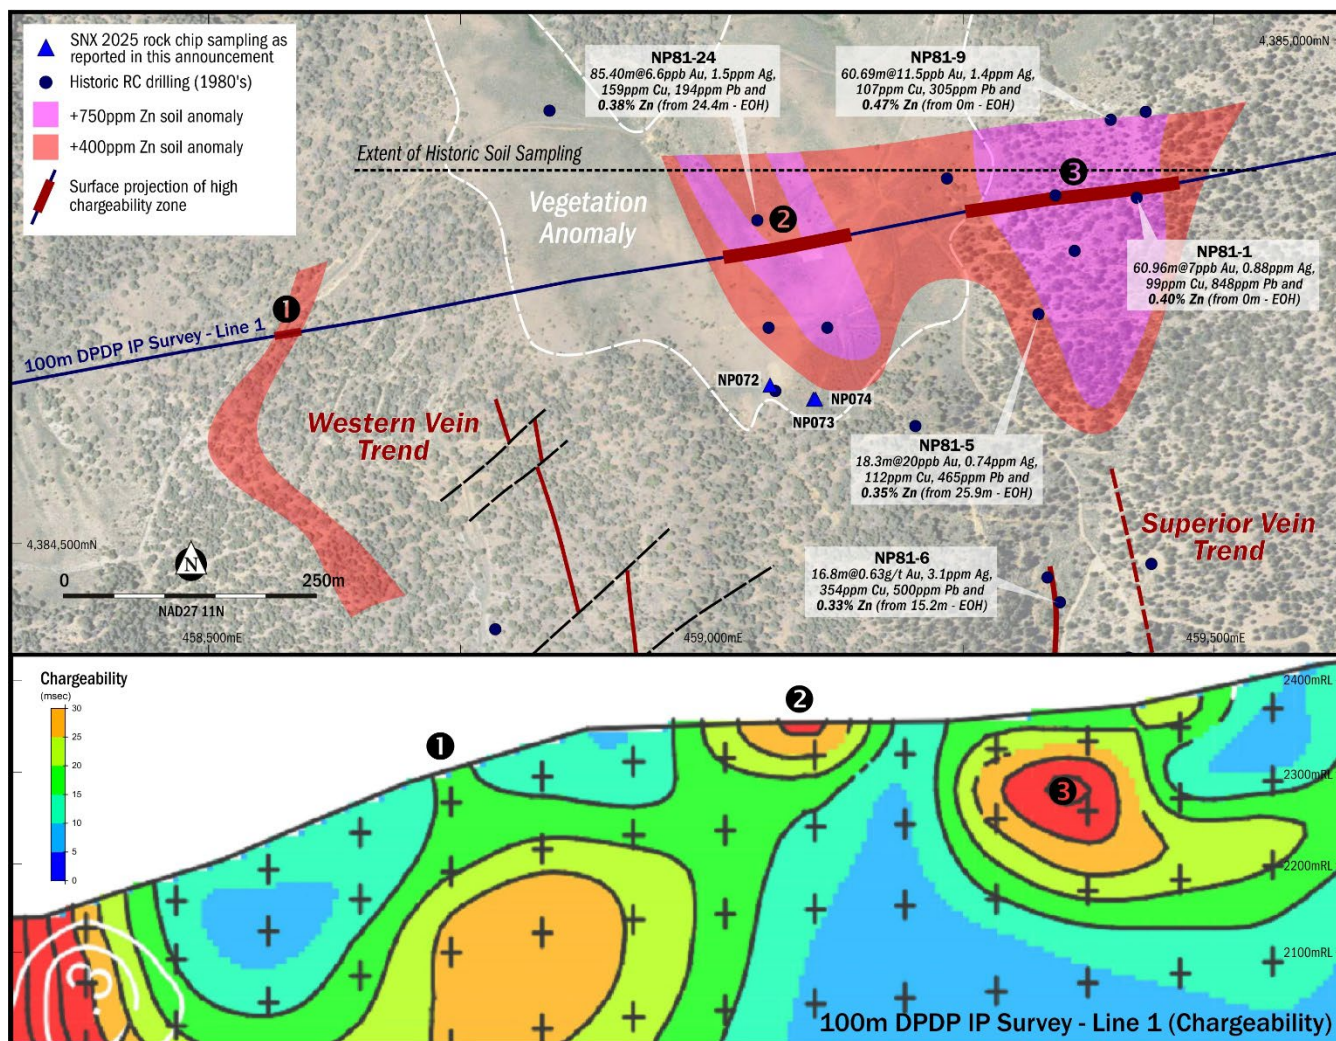 SNX 2025 rock chip sampling as
reported in this announcement
Historic RC drilling (1980's)
+750ppm Zn soil anomaly
+400ppm Zn soil anomaly
Surface projection of high
chargeability zone
4,385,000mN
NP81-24
85.40m@6.6ppb Au, 1.5ppm Ag,
159ppm Cu, 194ppm Pb and
0.38% Zn (from 24.4m - EOH)
NP81-9
60.69m@11.5ppb Au, 1.4ppm Ag,
107ppm Cu, 305ppm Pb and
0.47% Zn (from 0m - EOH)
Extent of Historic Soil Sampling
Vegetation
Anomaly
1
2
3
NP81-1
60.96m@7ppb Au, 0.88ppm Ag,
99ppm Cu, 848ppm Pb and
0.40% Zn (from 0m - EOH)
100m DPDP IP Survey - Line 1
NP072
NP074
NP073
Western Vein
Trend
NP81-5
18.3m@20ppb Au, 0.74ppm Ag,
112ppm Cu, 465ppm Pb and
0.35% Zn (from 25.9m - EOH)
Superior Vein
Trend
4,384,500mN
NP81-6
16.8m@0.63g/t Au, 3.1ppm Ag,
354ppm Cu, 500ppm Pb and
0.33% Zn (from 15.2m - EOH)
N
0 250m
NAD27 11N
458,500mE
459,000mE
459,500mE
Chargeability
(msec)
30
25
20
15
10
5
0
1
2
3
2400mRL
2300mRL
2200mRL
2100mRL
?
100m DPDP IP Survey - Line 1 (Chargeability)